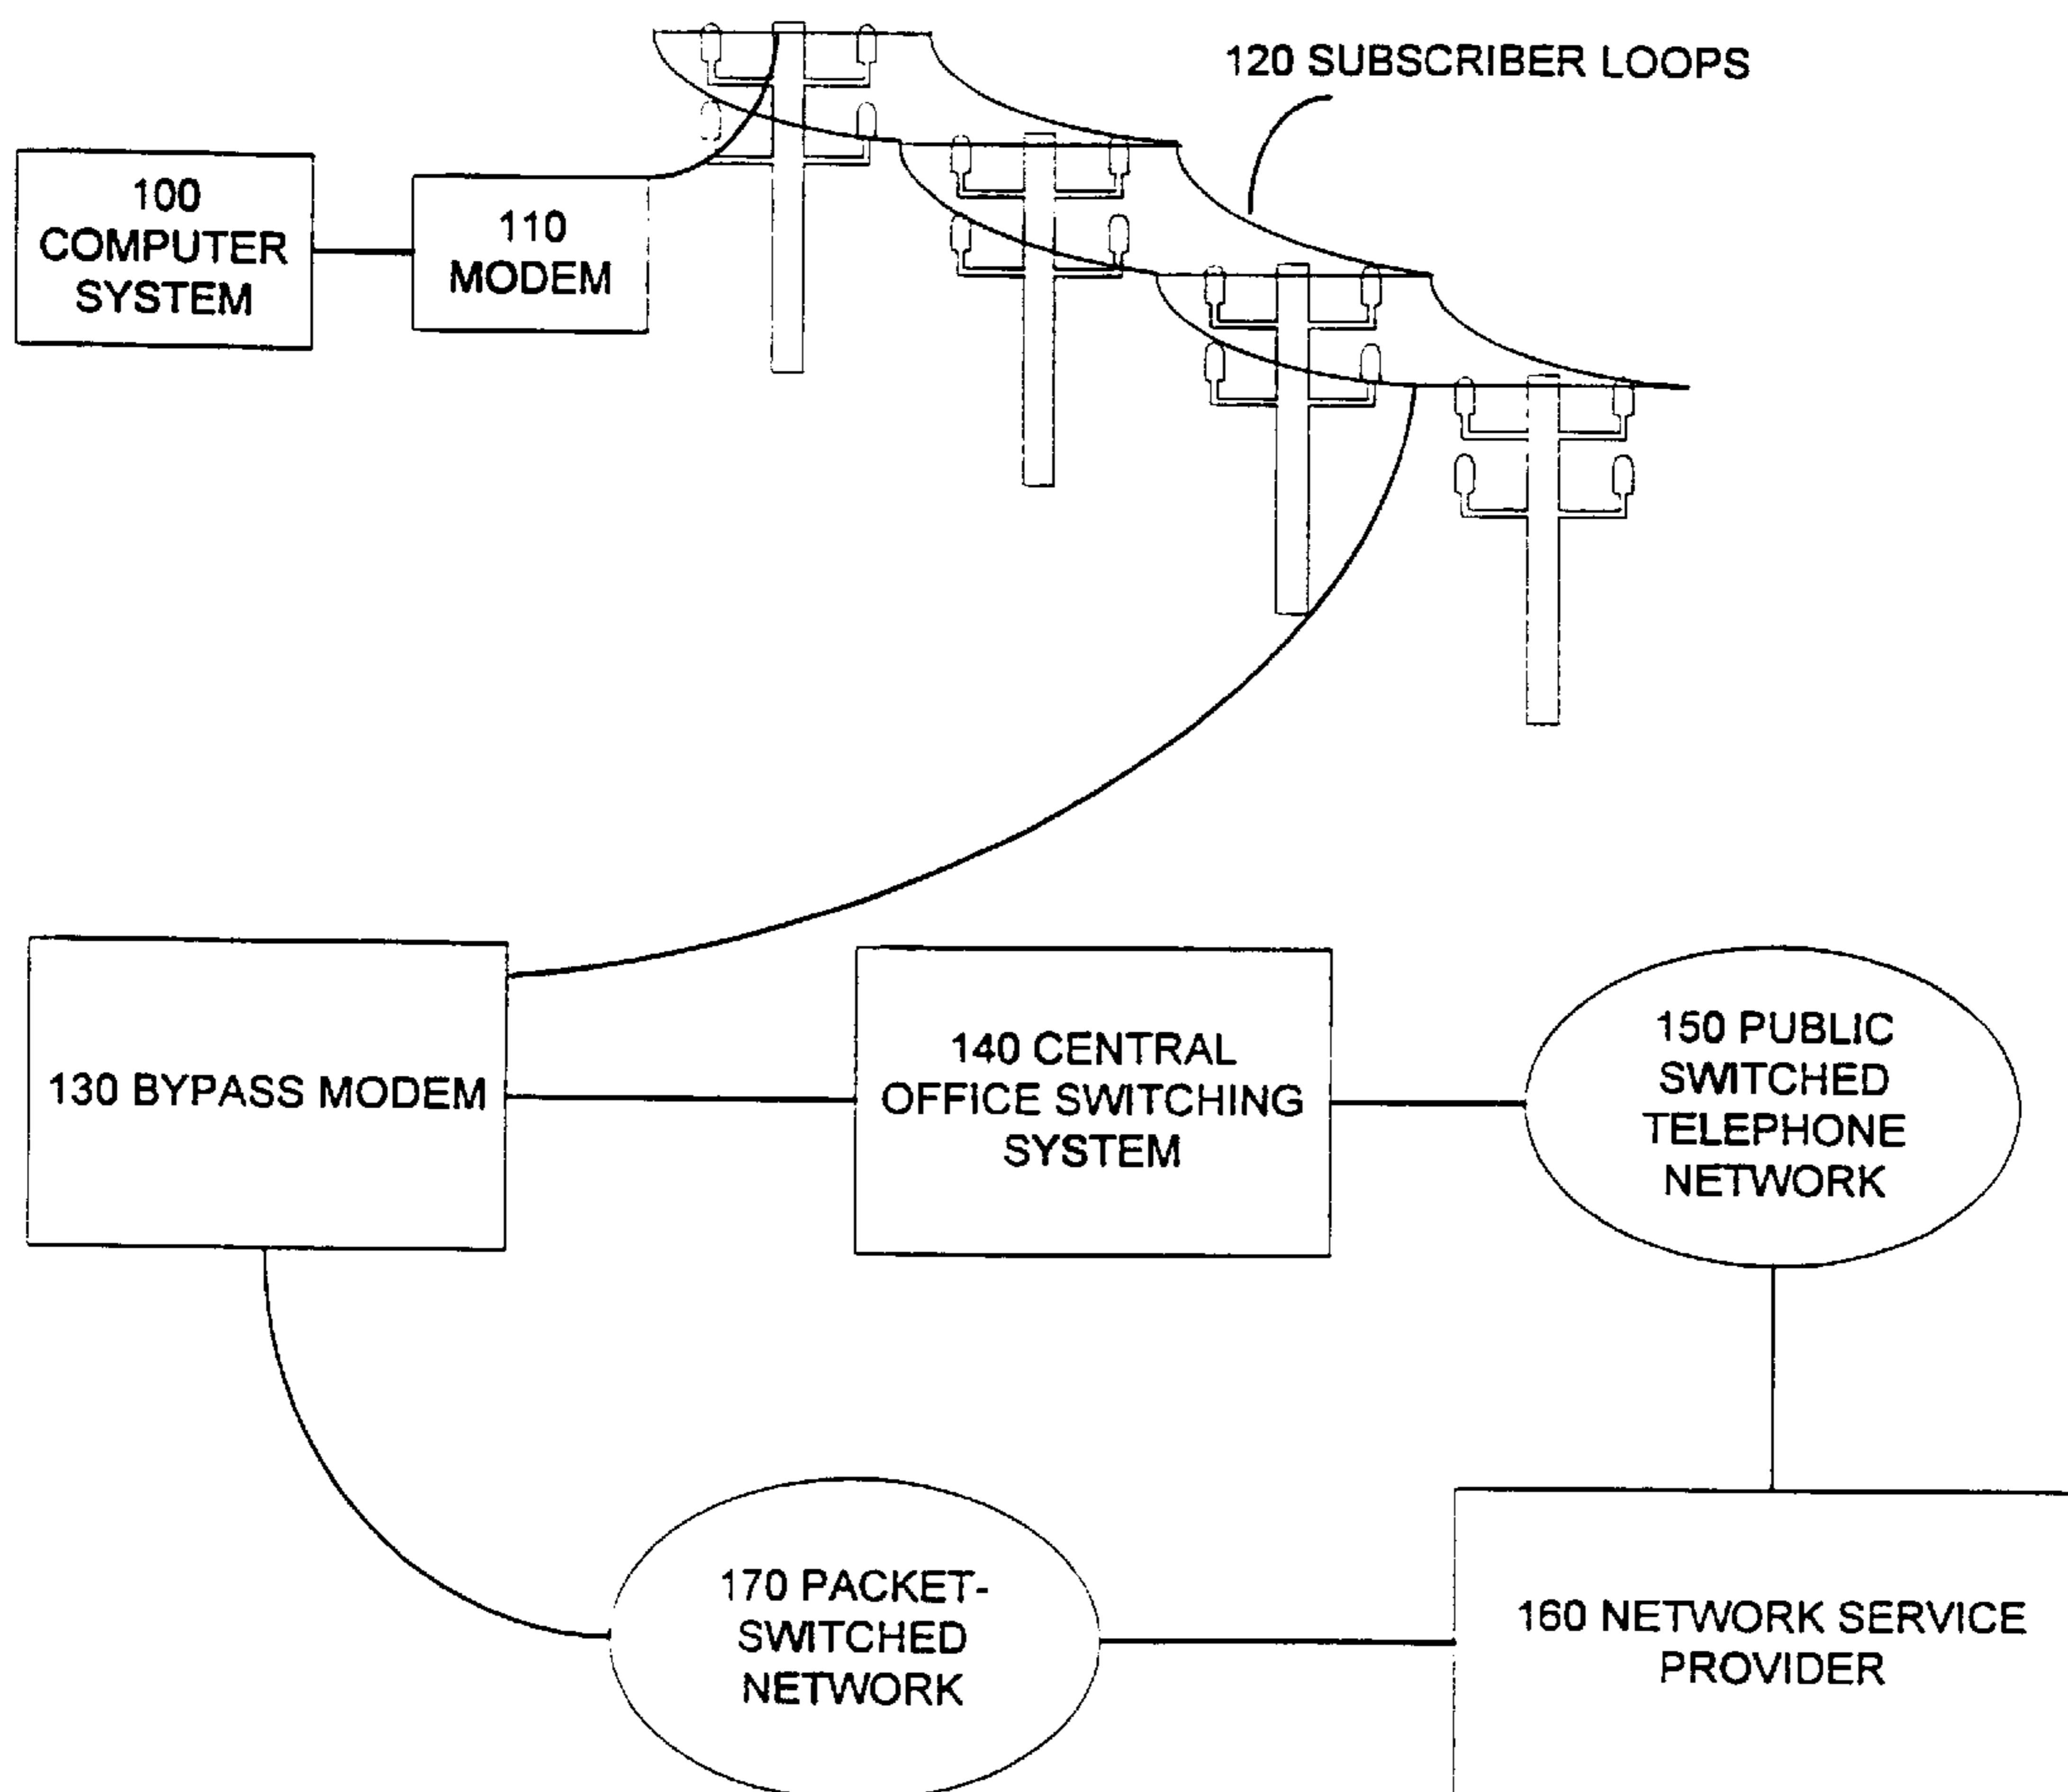 120 SUBSCRIBER LOOPS
100
COMPUTER
SYSTEM
110
MODEM
130 BYPASS MODEM
140 CENTRAL
OFFICE SWITCHING
SYSTEM
150 PUBLIC
SWITCHED
TELEPHONE
NETWORK
170 PACKET-
SWITCHED
NETWORK
160 NETWORK SERVICE
PROVIDER